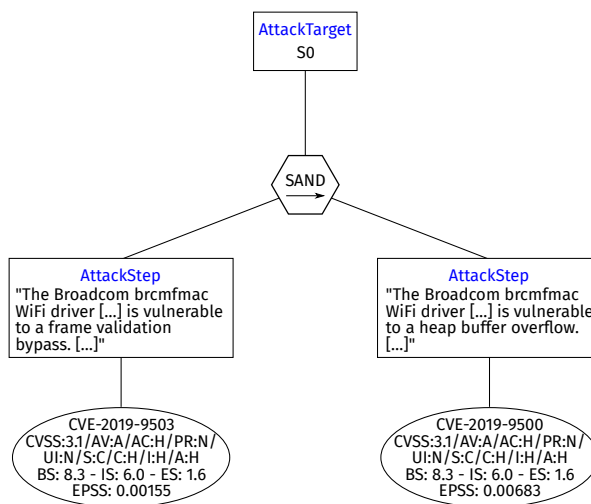 AttackTarget
S0
SAND
AttackStep
"The Broadcom brcmfmac
WiFi driver [...] is vulnerable
to a frame validation
bypass. [...]"
AttackStep
"The Broadcom brcmfmac
WiFi driver [...] is vulnerable
to a heap buffer overflow.
[...]"
CVE-2019-9503
CVSS:3.1/AV:A/AC:H/PR:N/
UI:N/S:C/C:H/I:H/A:H
BS: 8.3 - IS: 6.0 - ES: 1.6
EPSS: 0.00155
CVE-2019-9500
CVSS:3.1/AV:A/AC:H/PR:N/
UI:N/S:C/C:H/I:H/A:H
BS: 8.3 - IS: 6.0 - ES: 1.6
EPSS: 0.00683